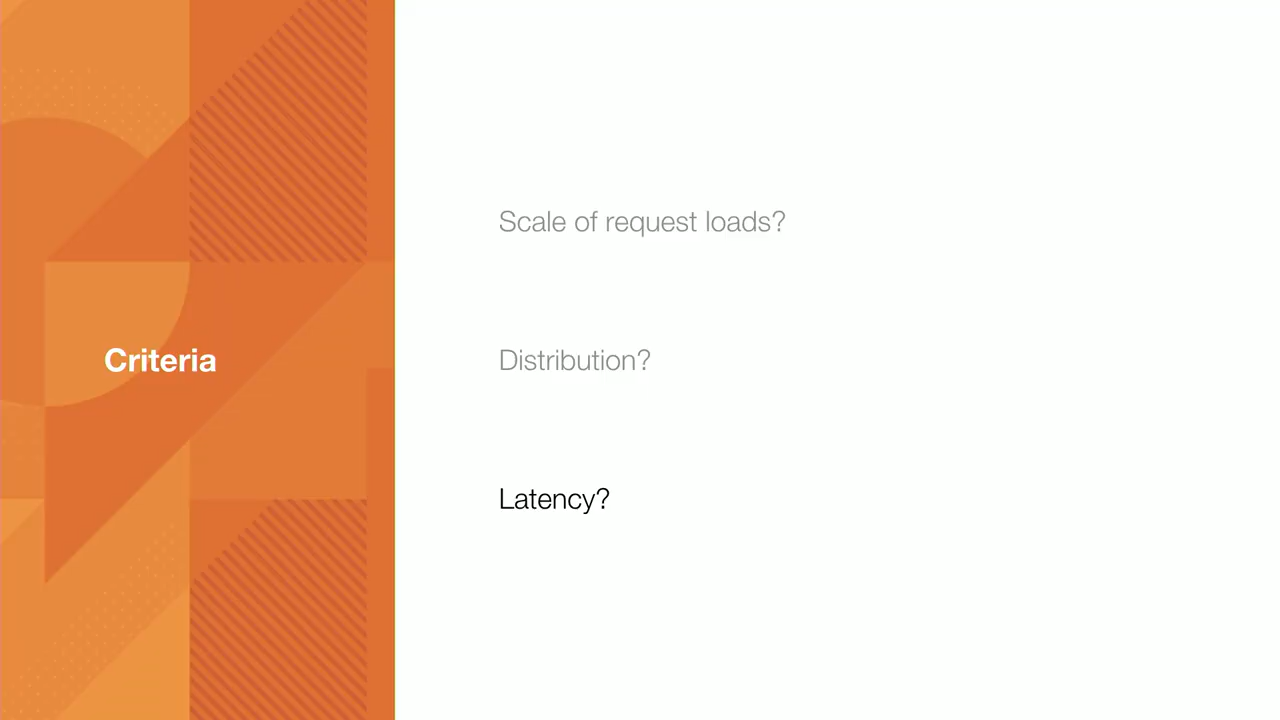 Criteria
Scale of request loads?
Distribution?
Latency?